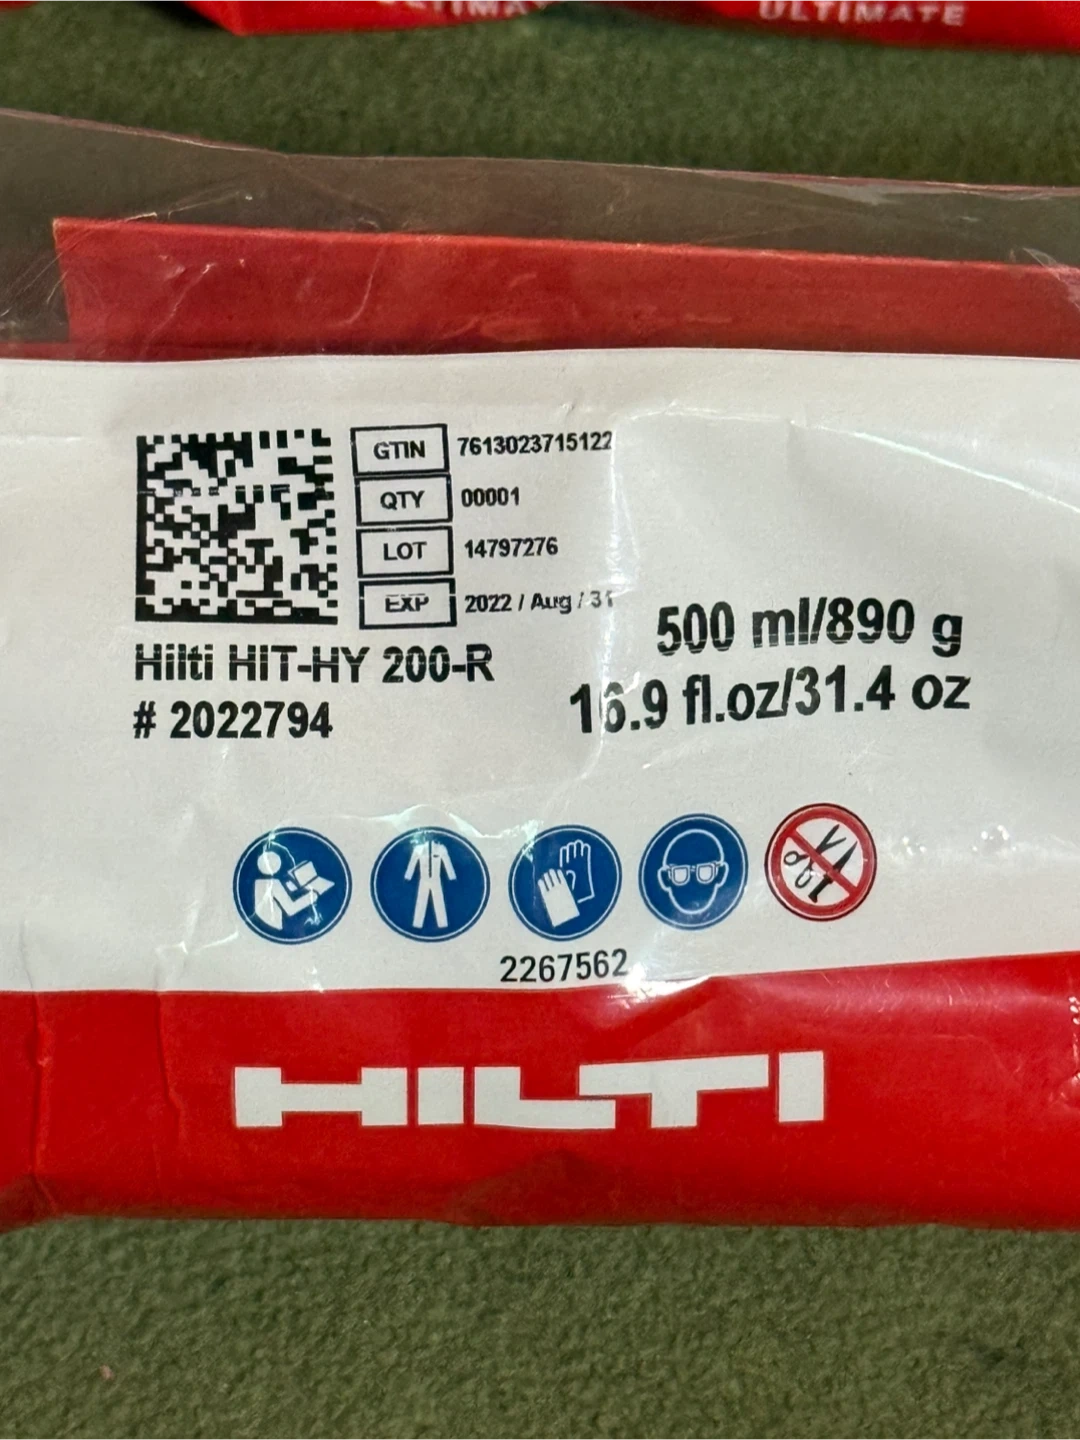 ULTIMATE
GTIN 7613023715122
QTY 00001
LOT 14797276
EXP 2022 / Aug / 31
Hilti HIT-HY 200-R
# 2022794
500 ml/890 g
16.9 fl.oz/31.4 oz
2267562
HILTI